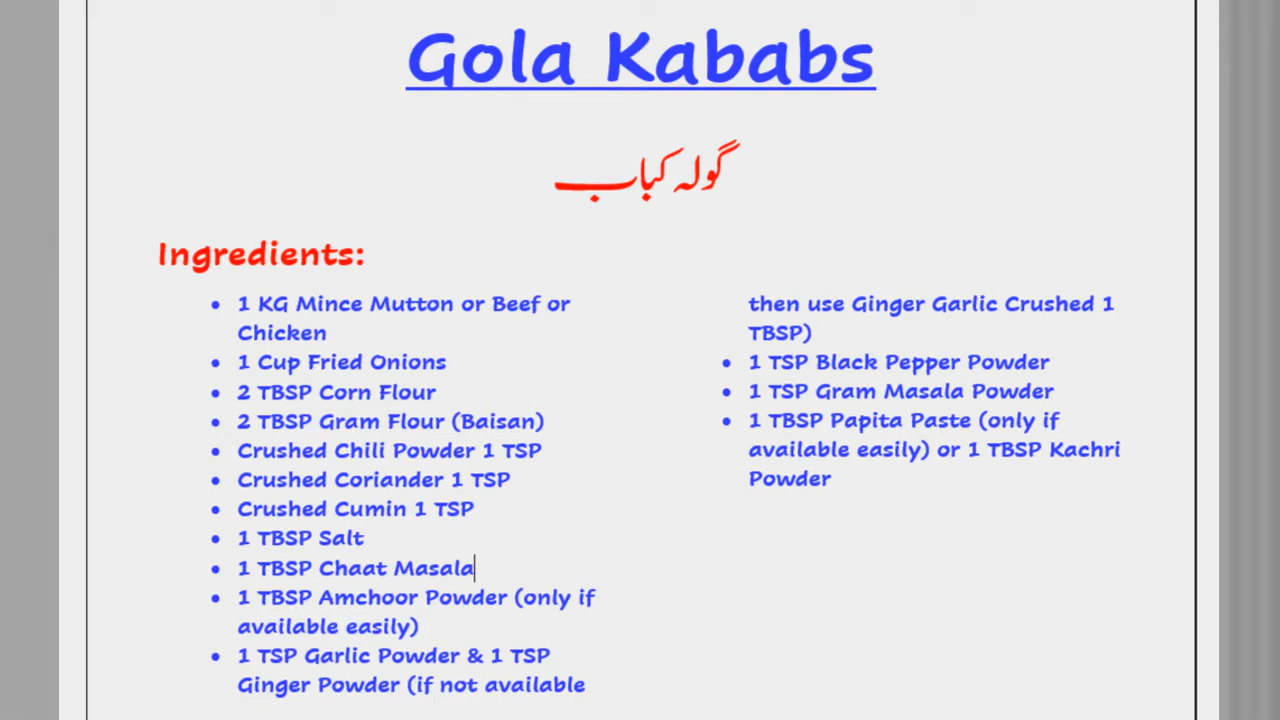 Gola Kababs
گولہ کباب
Ingredients:
• 1 KG Mince Mutton or Beef or
Chicken
• 1 Cup Fried Onions
• 2 TBSP Corn Flour
• 2 TBSP Gram Flour (Baisan)
• Crushed Chili Powder 1 TSP
• Crushed Coriander 1 TSP
• Crushed Cumin 1 TSP
• 1 TBSP Salt
• 1 TBSP Chaat Masala
• 1 TBSP Amchoor Powder (only if
available easily)
• 1 TSP Garlic Powder & 1 TSP
Ginger Powder (if not available
then use Ginger Garlic Crushed 1
TBSP)
• 1 TSP Black Pepper Powder
• 1 TSP Gram Masala Powder
• 1 TBSP Papita Paste (only if
available easily) or 1 TBSP Kachri
Powder